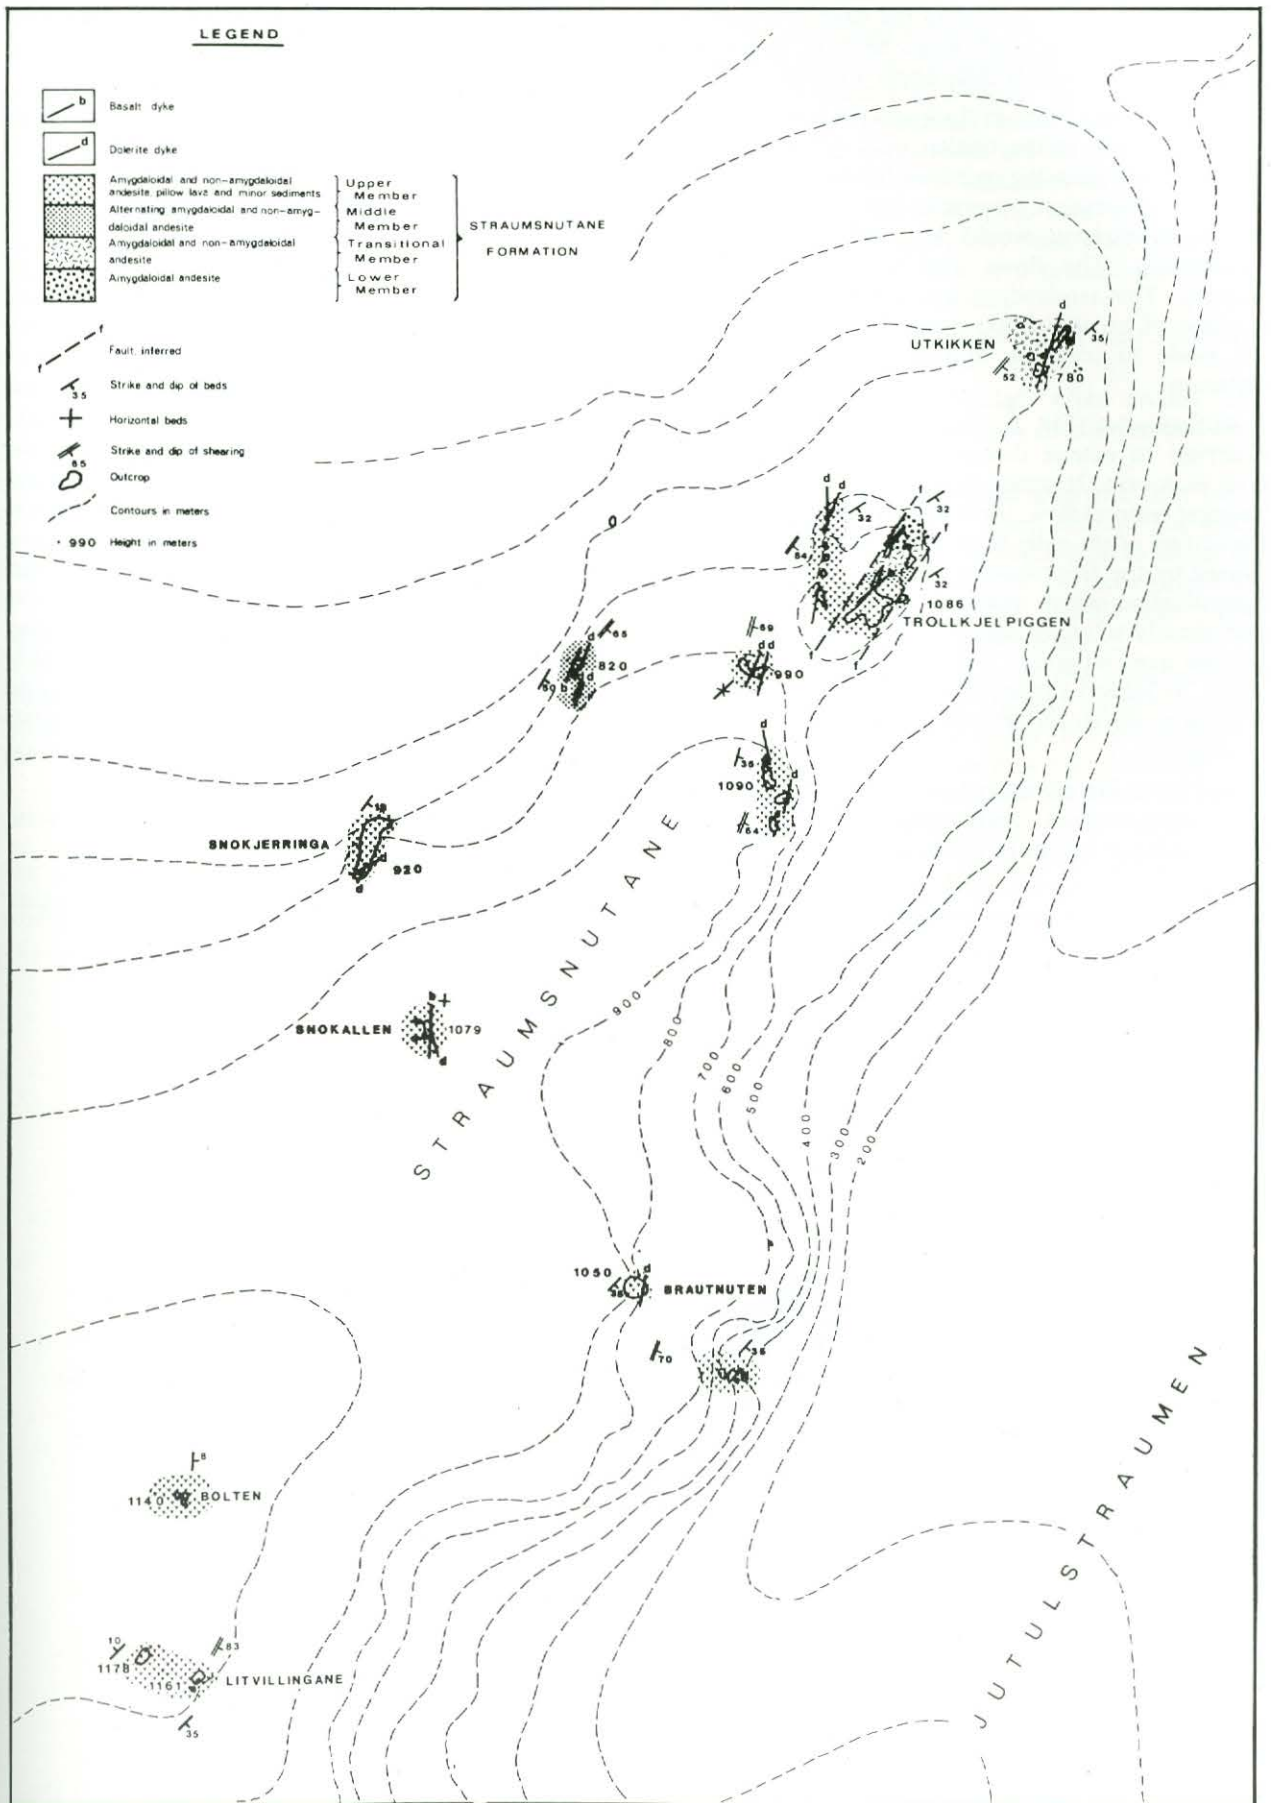 LEGEND
b
Basalt dyke
d
Dolerite dyke
Amygdaloidal and non-amygdaloidal
andesite, pillow lava and minor sediments
Upper
Member
Alternating amygdaloidal and non-amyg-
daloidal andesite
Middle
Member
Amygdaloidal and non-amygdaloidal
andesite
Transitional
Member
Amygdaloidal andesite
Lower
Member
STRAUMSNUTANE
FORMATION
f
f
Fault, inferred
35
Strike and dip of beds
Horizontal beds
65
Strike and dip of shearing
Outcrop
Contours in meters
990 Height in meters
d
UTKIKKEN
35
52
780
d
d
f
32
32
f
64
32
1086
TROLLKJELPIGGEN
f
f
69
d d
990
65
d
820
d
b
d
35
1090
d
64
18
SNOKJERRINGA
d
920
d
STRAUMSNUTANE
SNOKALLEN
1079
d
900
800
700
600
500
400
300
200
1050
d
BRAUTNUTEN
70
35
8
1140
BOLTEN
10
1178
83
1161
LITVILLINGANE
35
JUTULSTRAUMEN